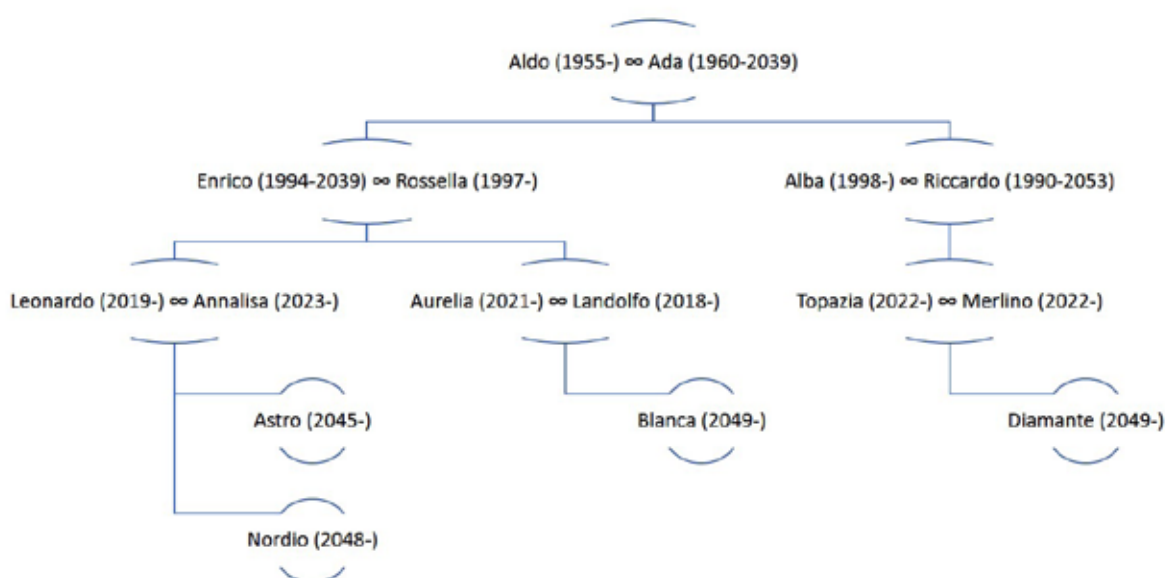 Aldo (1955-) ∞ Ada (1960-2039)
Enrico (1994-2039) ∞ Rossella (1997-)
Alba (1998-) ∞ Riccardo (1990-2053)
Leonardo (2019-) ∞ Annalisa (2023-)
Aurelia (2021-) ∞ Landolfo (2018-)
Topazia (2022-) ∞ Merlino (2022-)
Astro (2045-)
Blanca (2049-)
Diamante (2049-)
Nordio (2048-)